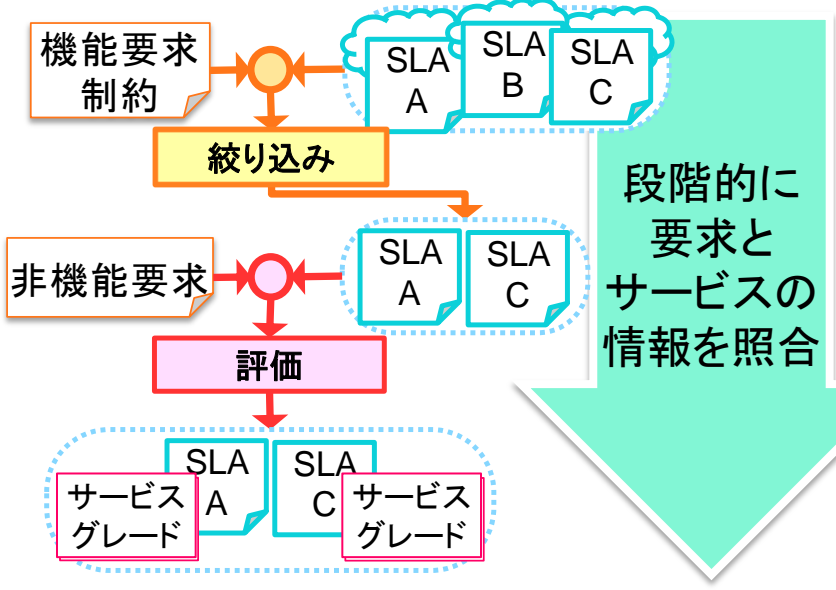 機能要求
制約
SLA
A
SLA
B
SLA
C
絞り込み
段階的に
要求と
サービスの
情報を照合
非機能要求
SLA
A
SLA
C
評価
SLA
A
SLA
C
サービス
グレード
サービス
グレード